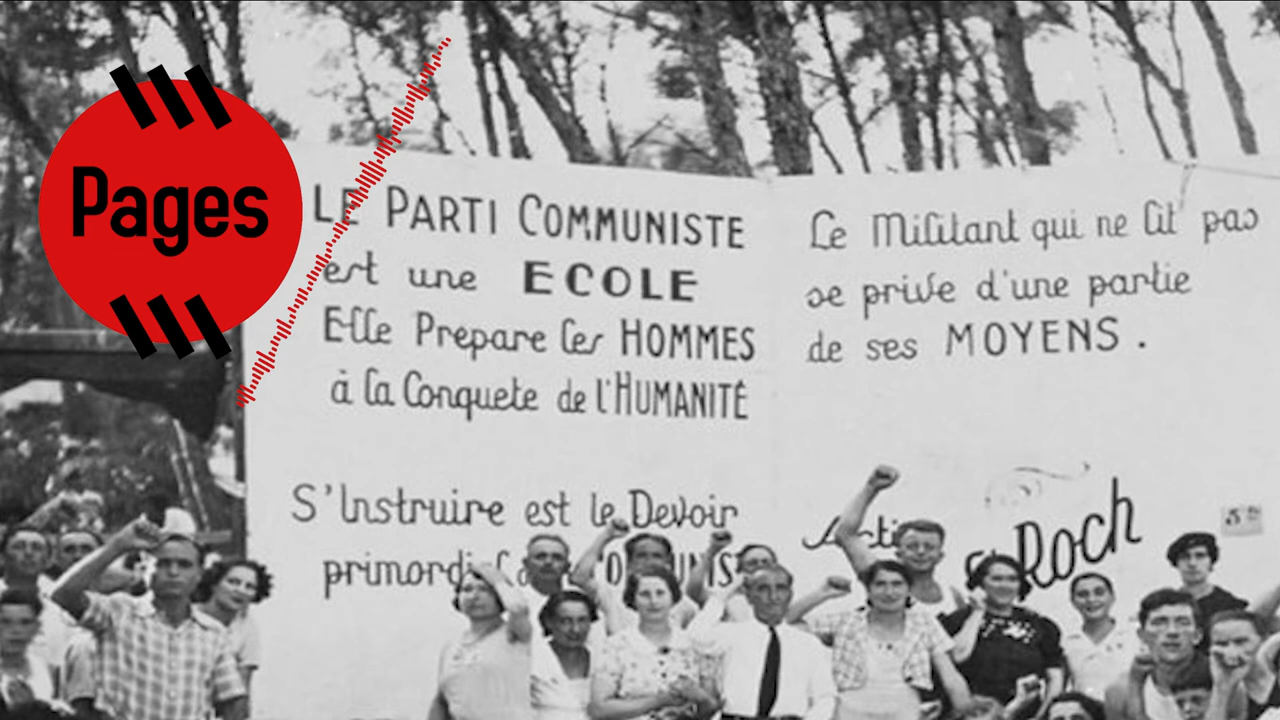 Pages
LE PARTI COMMUNISTE
est une ECOLE
Elle Prepare les HOMMES
à la Conquete de l'HUMANITÉ
S'Instruire est le Devoir
Le Militant qui ne lit pas
se prive d'une partie
de ses MOYENS.
Roch